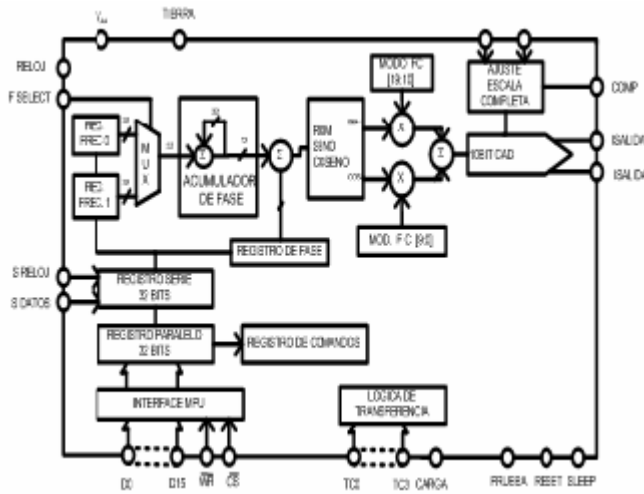 TIERRA
RELOJ
F SELECT
REG.
FREC. 0
REG.
FREC. 1
M
U
X
32
Σ
ACUMULADOR
DE FASE
Σ
ROM
SINO
COSENO
COS
MODO FC
[19:10]
X
X
Σ
MOD. F C [9:0]
AJUSTE
ESCALA
COMPLETA
10BIT CAD
COMP
ISALIDA
ISALIDA
REGISTRO DE FASE
S RELOJ
S DATOS
REGISTRO SERIE
32 BITS
REGISTRO PARALELO
32 BITS
REGISTRO DE COMANDOS
INTERFACE MPU
LOGICA DE
TRANSFERENCIA
D0
D15
WR
CS
TC0
TC3
CARGA
PRUEBA
RESET
SLEEP